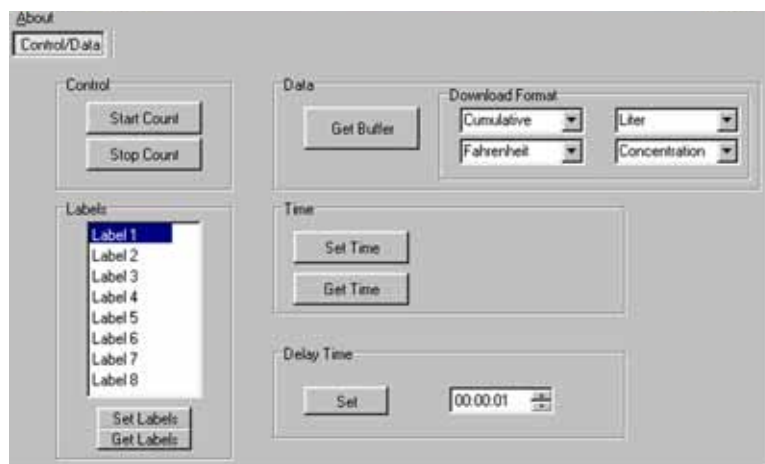 About
Control/Data
Control
Start Count
Stop Count
Data
Get Buffer
Download Format
Cumulative
Liter
Fahrenheit
Concentration
Labels
Label 1
Label 2
Label 3
Label 4
Label 5
Label 6
Label 7
Label 8
Set Labels
Get Labels
Time
Set Time
Get Time
Delay Time
Set
00:00:01